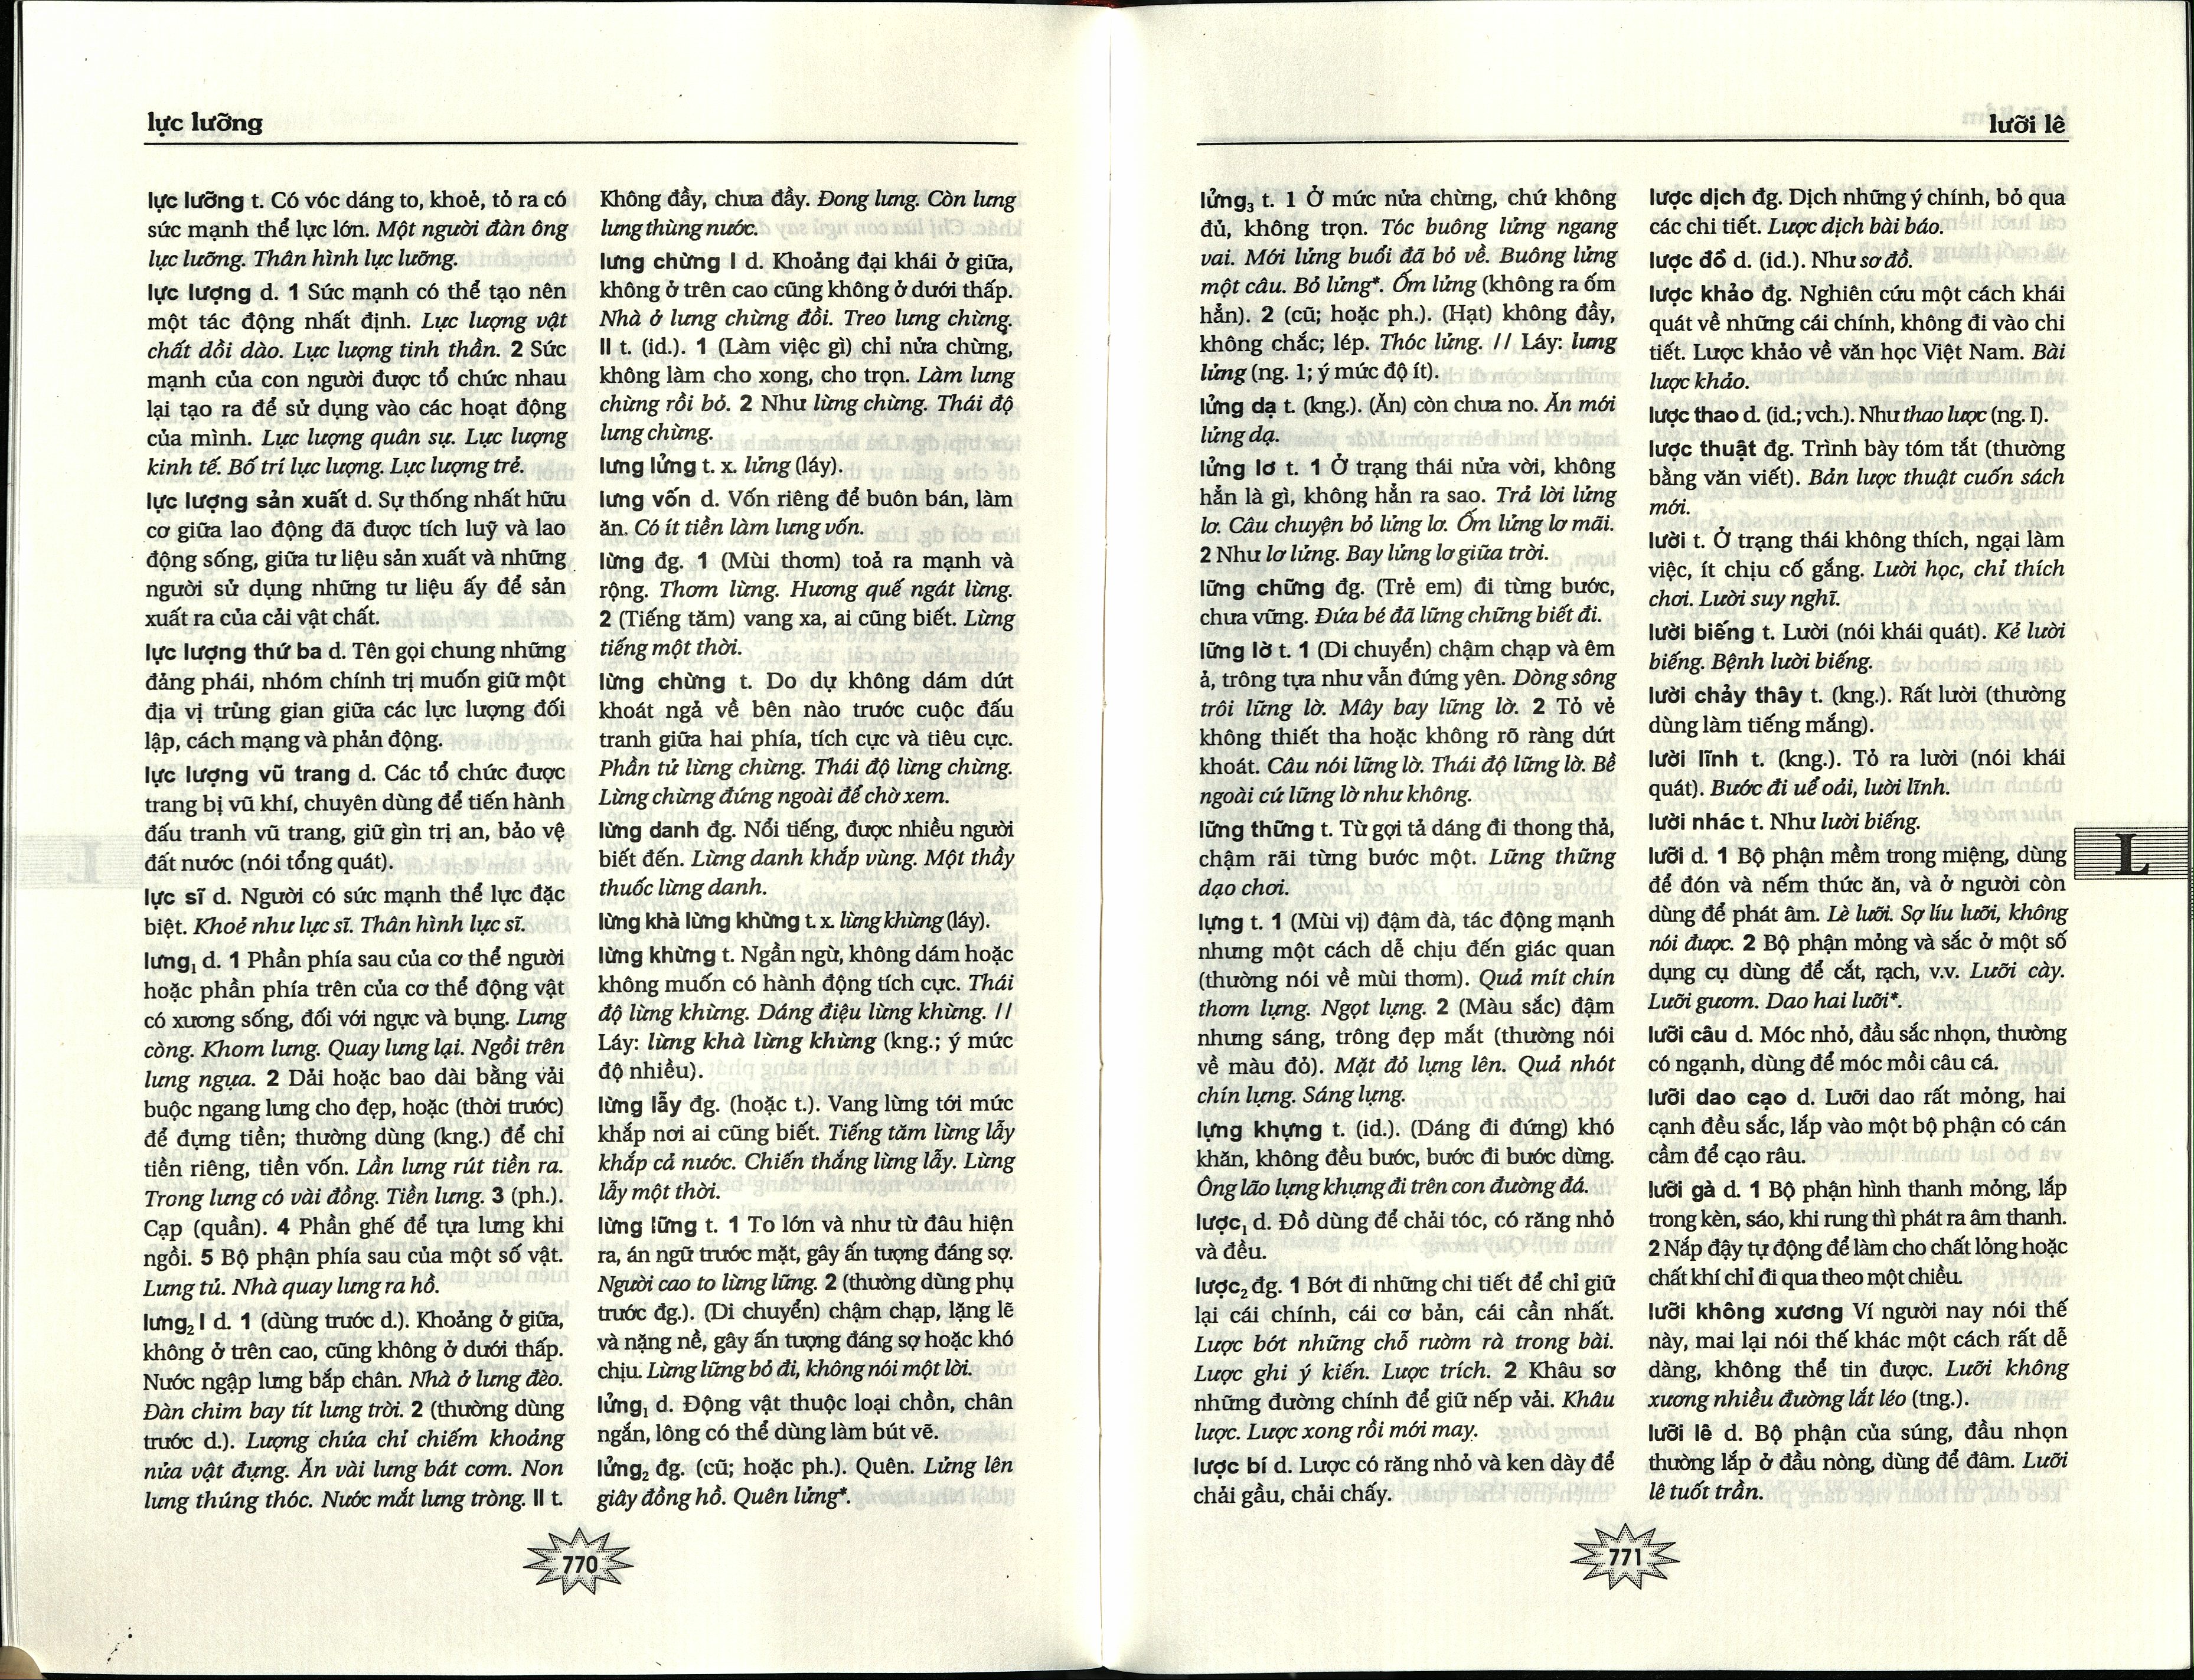 lực lưỡng
lực lưỡng t. Có vóc dáng to, khoẻ, tỏ ra có
sức mạnh thể lực lớn. Một người đàn ông
lực lưỡng. Thân hình lực lưỡng.
lực lượng d. 1 Sức mạnh có thể tạo nên
một tác động nhất định. Lực lượng vật
chất dồi dào. Lực lượng tinh thần. 2 Sức
mạnh của con người được tổ chức nhau
lại tạo ra để sử dụng vào các hoạt động
của mình. Lực lượng quân sự. Lực lượng
kinh tế. Bố trí lực lượng. Lực lượng trẻ.
lực lượng sản xuất d. Sự thống nhất hữu
cơ giữa lao động đã được tích luỹ và lao
động sống, giữa tư liệu sản xuất và những
người sử dụng những tư liệu ấy để sản
xuất ra của cải vật chất.
lực lượng thứ ba d. Tên gọi chung những
đảng phái, nhóm chính trị muốn giữ một
địa vị trùng gian giữa các lực lượng đối
lập, cách mạng và phản động.
lực lượng vũ trang d. Các tổ chức được
trang bị vũ khí, chuyên dùng để tiến hành
đấu tranh vũ trang, giữ gìn trị an, bảo vệ
đất nước (nói tổng quát).
lực sĩ d. Người có sức mạnh thể lực đặc
biệt. Khoẻ như lực sĩ. Thân hình lực sĩ.
lưng₁ d. 1 Phần phía sau của cơ thể người
hoặc phần phía trên của cơ thể động vật
có xương sống, đối với ngực và bụng. Lưng
còng. Khom lưng. Quay lưng lại. Ngồi trên
lưng ngựa. 2 Dải hoặc bao dài bằng vải
buộc ngang lưng cho đẹp, hoặc (thời trước)
để đựng tiền; thường dùng (kng.) để chỉ
tiền riêng, tiền vốn. Lần lưng rút tiền ra.
Trong lưng có vài đồng. Tiền lưng. 3 (ph.).
Cạp (quần). 4 Phần ghế để tựa lưng khi
ngồi. 5 Bộ phận phía sau của một số vật.
Lưng tủ. Nhà quay lưng ra hồ.
lưng₂ I d. 1 (dùng trước d.). Khoảng ở giữa,
không ở trên cao, cũng không ở dưới thấp.
Nước ngập lưng bắp chân. Nhà ở lưng đèo.
Đàn chim bay tít lưng trời. 2 (thường dùng
trước d.). Lượng chứa chỉ chiếm khoảng
nửa vật đựng. Ăn vài lưng bát cơm. Non
lưng thúng thóc. Nước mắt lưng tròng. II t.
Không đầy, chưa đầy. Đong lưng. Còn lưng
lưng thùng nước.
lưng chừng I d. Khoảng đại khái ở giữa,
không ở trên cao cũng không ở dưới thấp.
Nhà ở lưng chừng đồi. Treo lưng chừng.
II t. (id.). 1 (Làm việc gì) chỉ nửa chừng,
không làm cho xong, cho trọn. Làm lưng
chừng rồi bỏ. 2 Như lừng chừng. Thái độ
lưng chừng.
lưng lửng t. x. lửng (láy).
lưng vốn d. Vốn riêng để buôn bán, làm
ăn. Có ít tiền làm lưng vốn.
lừng đg. 1 (Mùi thơm) toả ra mạnh và
rộng. Thơm lừng. Hương quế ngát lừng.
2 (Tiếng tăm) vang xa, ai cũng biết. Lừng
tiếng một thời.
lừng chừng t. Do dự không dám dứt
khoát ngả về bên nào trước cuộc đấu
tranh giữa hai phía, tích cực và tiêu cực.
Phần tử lừng chừng. Thái độ lừng chừng.
Lừng chừng đứng ngoài để chờ xem.
lừng danh đg. Nổi tiếng, được nhiều người
biết đến. Lừng danh khắp vùng. Một thầy
thuốc lừng danh.
lừng khà lừng khừng t. x. lừng khừng (láy).
lừng khừng t. Ngần ngừ, không dám hoặc
không muốn có hành động tích cực. Thái
độ lừng khừng. Dáng điệu lừng khừng. //
Láy: lừng khà lừng khừng (kng.; ý mức
độ nhiều).
lừng lẫy đg. (hoặc t.). Vang lừng tới mức
khắp nơi ai cũng biết. Tiếng tăm lừng lẫy
khắp cả nước. Chiến thắng lừng lẫy. Lừng
lẫy một thời.
lừng lững t. 1 To lớn và như từ đâu hiện
ra, án ngữ trước mặt, gây ấn tượng đáng sợ.
Người cao to lừng lững. 2 (thường dùng phụ
trước đg.). (Di chuyển) chậm chạp, lặng lẽ
và nặng nề, gây ấn tượng đáng sợ hoặc khó
chịu. Lừng lững bỏ đi, không nói một lời.
lửng₁ d. Động vật thuộc loại chồn, chân
ngắn, lông có thể dùng làm bút vẽ.
lửng₂ đg. (cũ; hoặc ph.). Quên. Lửng lên
giây đồng hồ. Quên lửng*.
770
lưỡi lê
lửng₃ t. 1 Ở mức nửa chừng, chứ không
đủ, không trọn. Tóc buông lửng ngang
vai. Mới lửng buổi đã bỏ về. Buông lửng
một câu. Bỏ lửng*. Ốm lửng (không ra ốm
hẳn). 2 (cũ; hoặc ph.). (Hạt) không đầy,
không chắc; lép. Thóc lửng. // Láy: lưng
lửng (ng. 1; ý mức độ ít).
lửng dạ t. (kng.). (Ăn) còn chưa no. Ăn mới
lửng dạ.
lửng lơ t. 1 Ở trạng thái nửa vời, không
hẳn là gì, không hẳn ra sao. Trả lời lửng
lơ. Câu chuyện bỏ lửng lơ. Ốm lửng lơ mãi.
2 Như lơ lửng. Bay lửng lơ giữa trời.
lững chững đg. (Trẻ em) đi từng bước,
chưa vững. Đứa bé đã lững chững biết đi.
lững lờ t. 1 (Di chuyển) chậm chạp và êm
ả, trông tựa như vẫn đứng yên. Dòng sông
trôi lững lờ. Mây bay lững lờ. 2 Tỏ vẻ
không thiết tha hoặc không rõ ràng dứt
khoát. Câu nói lững lờ. Thái độ lững lờ. Bề
ngoài cứ lững lờ như không.
lững thững t. Từ gợi tả dáng đi thong thả,
chậm rãi từng bước một. Lững thững
dạo chơi.
lựng t. 1 (Mùi vị) đậm đà, tác động mạnh
nhưng một cách dễ chịu đến giác quan
(thường nói về mùi thơm). Quả mít chín
thơm lựng. Ngọt lựng. 2 (Màu sắc) đậm
nhưng sáng, trông đẹp mắt (thường nói
về màu đỏ). Mặt đỏ lựng lên. Quả nhót
chín lựng. Sáng lựng.
lựng khựng t. (id.). (Dáng đi đứng) khó
khăn, không đều bước, bước đi bước dừng.
Ông lão lựng khựng đi trên con đường đá.
lược₁ d. Đồ dùng để chải tóc, có răng nhỏ
và đều.
lược₂ đg. 1 Bớt đi những chi tiết để chỉ giữ
lại cái chính, cái cơ bản, cái cần nhất.
Lược bớt những chỗ rườm rà trong bài.
Lược ghi ý kiến. Lược trích. 2 Khâu sơ
những đường chính để giữ nếp vải. Khâu
lược. Lược xong rồi mới may.
lược bí d. Lược có răng nhỏ và ken dày để
chải gầu, chải chấy.
lược dịch đg. Dịch những ý chính, bỏ qua
các chi tiết. Lược dịch bài báo.
lược đồ d. (id.). Như sơ đồ.
lược khảo đg. Nghiên cứu một cách khái
quát về những cái chính, không đi vào chi
tiết. Lược khảo về văn học Việt Nam. Bài
lược khảo.
lược thao d. (id.; vch.). Như thao lược (ng. I).
lược thuật đg. Trình bày tóm tắt (thường
bằng văn viết). Bản lược thuật cuốn sách
mới.
lười t. Ở trạng thái không thích, ngại làm
việc, ít chịu cố gắng. Lười học, chỉ thích
chơi. Lười suy nghĩ.
lười biếng t. Lười (nói khái quát). Kẻ lười
biếng. Bệnh lười biếng.
lười chảy thây t. (kng.). Rất lười (thường
dùng làm tiếng mắng).
lười lĩnh t. (kng.). Tỏ ra lười (nói khái
quát). Bước đi uể oải, lười lĩnh.
lười nhác t. Như lười biếng.
lưỡi d. 1 Bộ phận mềm trong miệng, dùng
để đón và nếm thức ăn, và ở người còn
dùng để phát âm. Lè lưỡi. Sợ líu lưỡi, không
nói được. 2 Bộ phận mỏng và sắc ở một số
dụng cụ dùng để cắt, rạch, v.v. Lưỡi cày.
Lưỡi gươm. Dao hai lưỡi*.
lưỡi câu d. Móc nhỏ, đầu sắc nhọn, thường
có ngạnh, dùng để móc mồi câu cá.
lưỡi dao cạo d. Lưỡi dao rất mỏng, hai
cạnh đều sắc, lắp vào một bộ phận có cán
cầm để cạo râu.
lưỡi gà d. 1 Bộ phận hình thanh mỏng, lắp
trong kèn, sáo, khi rung thì phát ra âm thanh.
2 Nắp đậy tự động để làm cho chất lỏng hoặc
chất khí chỉ đi qua theo một chiều.
lưỡi không xương Ví người nay nói thế
này, mai lại nói thế khác một cách rất dễ
dàng, không thể tin được. Lưỡi không
xương nhiều đường lắt léo (tng.).
lưỡi lê d. Bộ phận của súng, đầu nhọn
thường lắp ở đầu nòng, dùng để đâm. Lưỡi
lê tuốt trần.
L
771